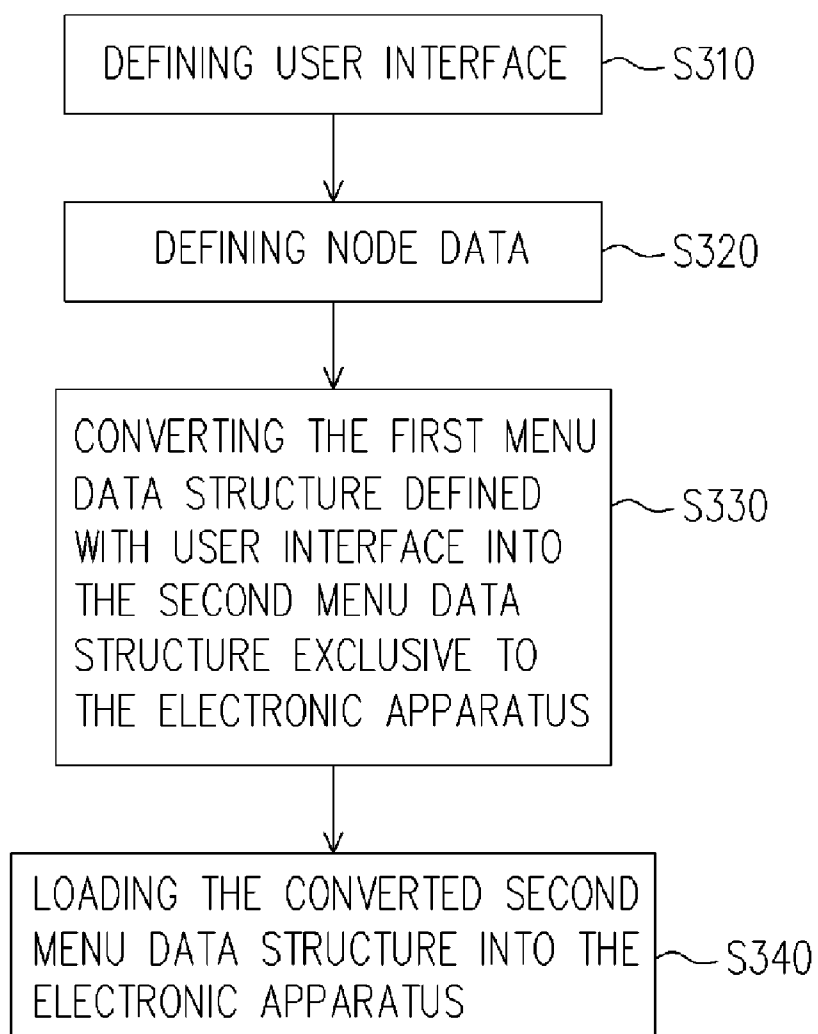 DEFINING USER INTERFACE
S310
DEFINING NODE DATA
S320
CONVERTING THE FIRST MENU
DATA STRUCTURE DEFINED
WITH USER INTERFACE INTO
THE SECOND MENU DATA
STRUCTURE EXCLUSIVE TO
THE ELECTRONIC APPARATUS
S330
LOADING THE CONVERTED SECOND
MENU DATA STRUCTURE INTO THE
ELECTRONIC APPARATUS
S340